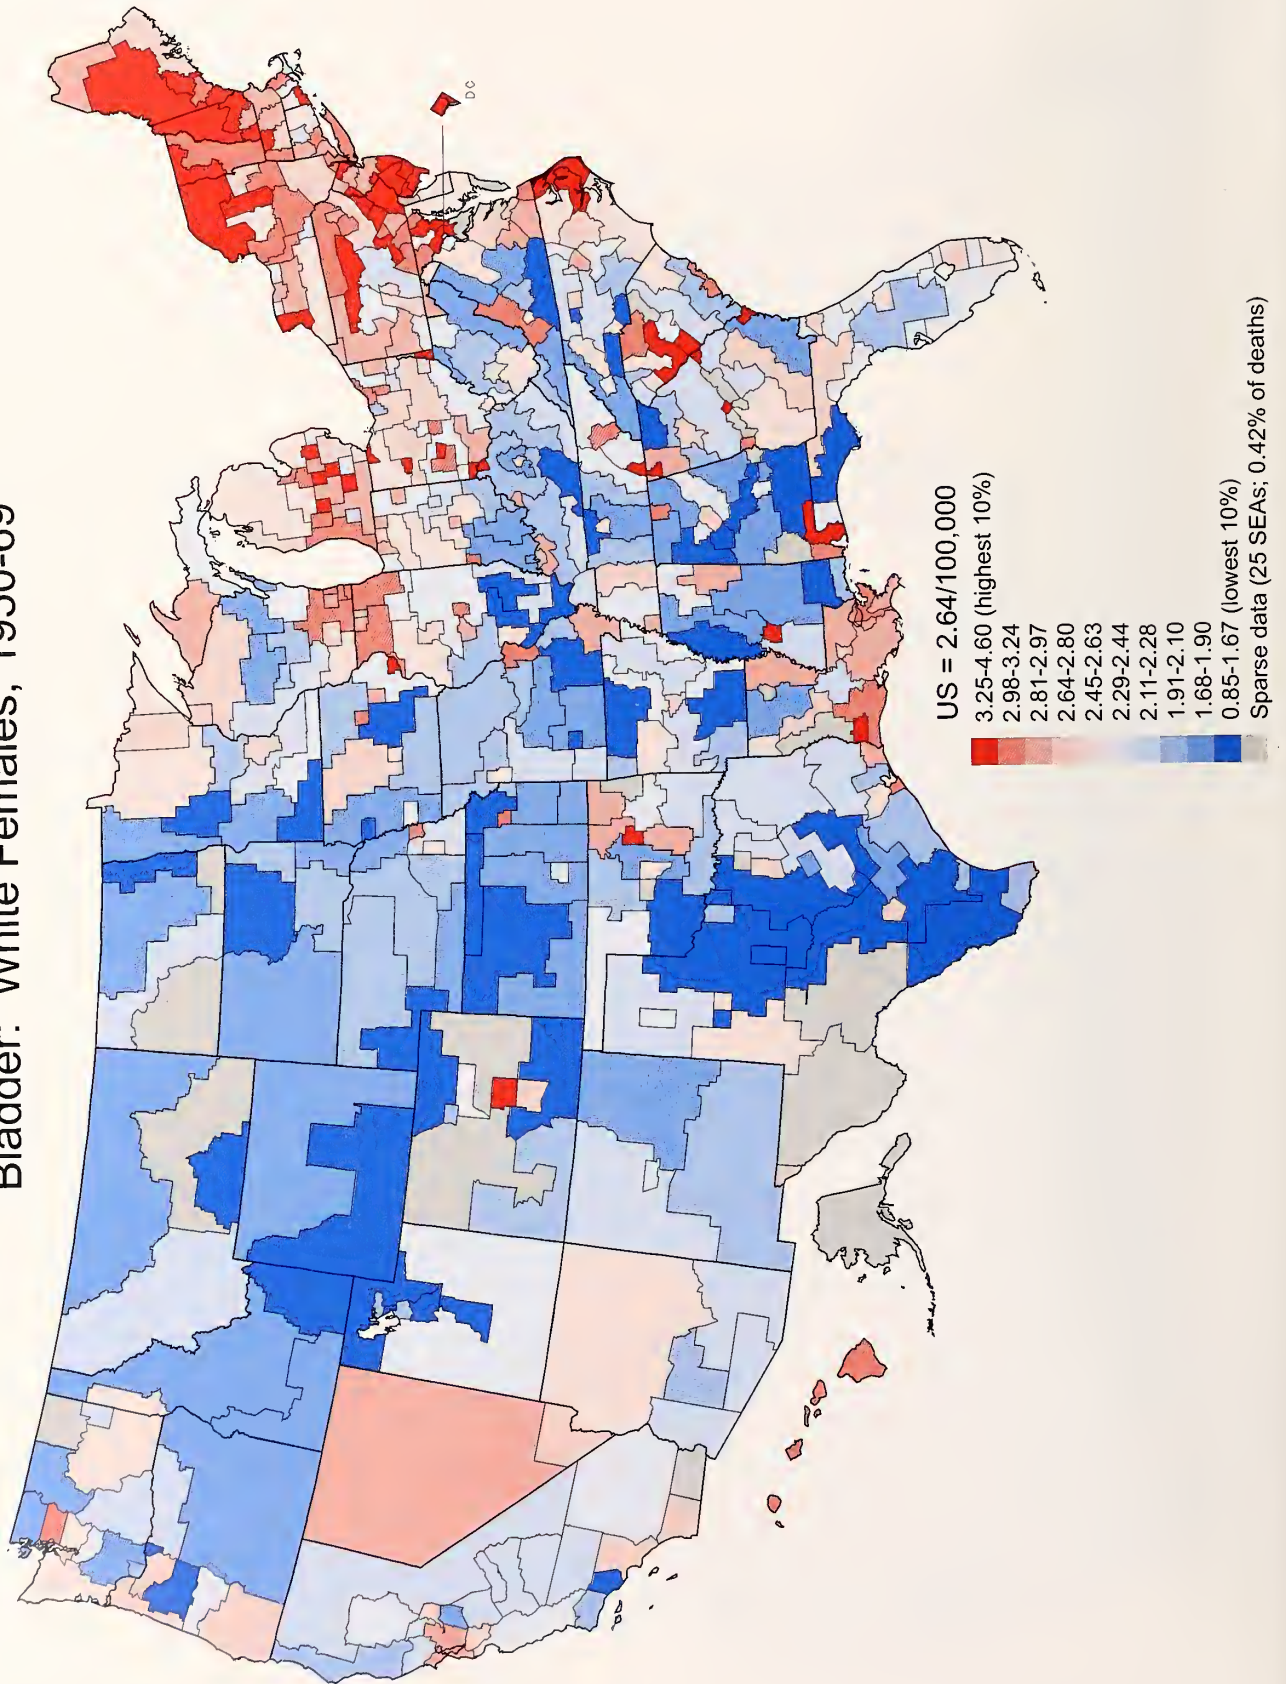 Bladder: White Females, 1950-69
DC
US = 2.64/100,000
3.25-4.60 (highest 10%)
2.98-3.24
2.81-2.97
2.64-2.80
2.45-2.63
2.29-2.44
2.11-2.28
1.91-2.10
1.68-1.90
0.85-1.67 (lowest 10%)
Sparse data (25 SEAs; 0.42% of deaths)